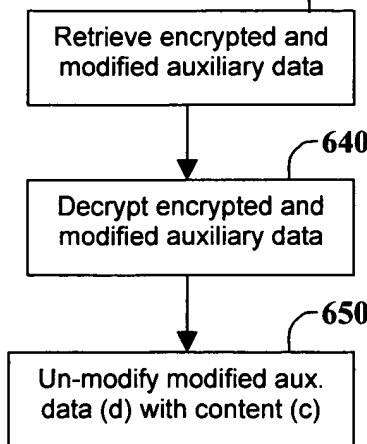 Retrieve encrypted and
modified auxiliary data
640
Decrypt encrypted and
modified auxiliary data
650
Un-modify modified aux.
data (d) with content (c)